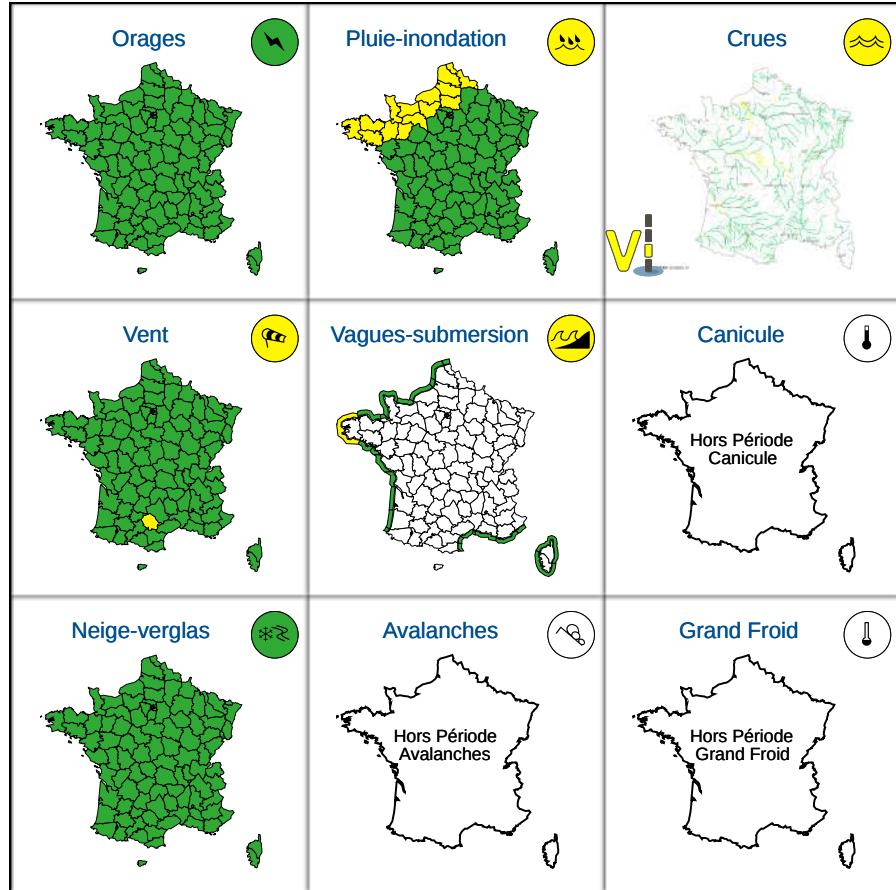 Orages
Pluie-inondation
Crues
Vi
Vent
Vagues-submersion
Canicule
Hors Période
Canicule
Neige-verglas
Avalanches
Grand Froid
Hors Période
Avalanches
Hors Période
Grand Froid